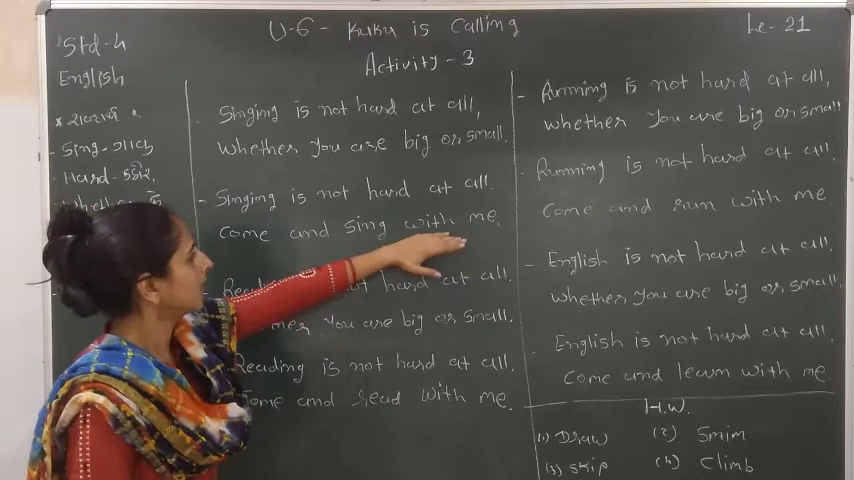 U-6 - Kuku is Calling
Le- 21
Std-4
English
Activity - 3
* શબ્દાર્થ *
- Sing - ગાવું
- Hard - કઠિન,
- Singing is not hard at all,
whether you are big or small.
- Singing is not hard at all.
Come and sing with me.
Reading is not hard at all.
you are big or small.
Reading is not hard at all.
Come and read with me.
- Running is not hard at all,
whether you are big or small
- Running is not hard at all.
Come and run with me.
- English is not hard at all.
whether you are big or small.
- English is not hard at all.
Come and learn with me.
H.W.
(1) Draw (2) Smim
(3) Skip (4) Climb